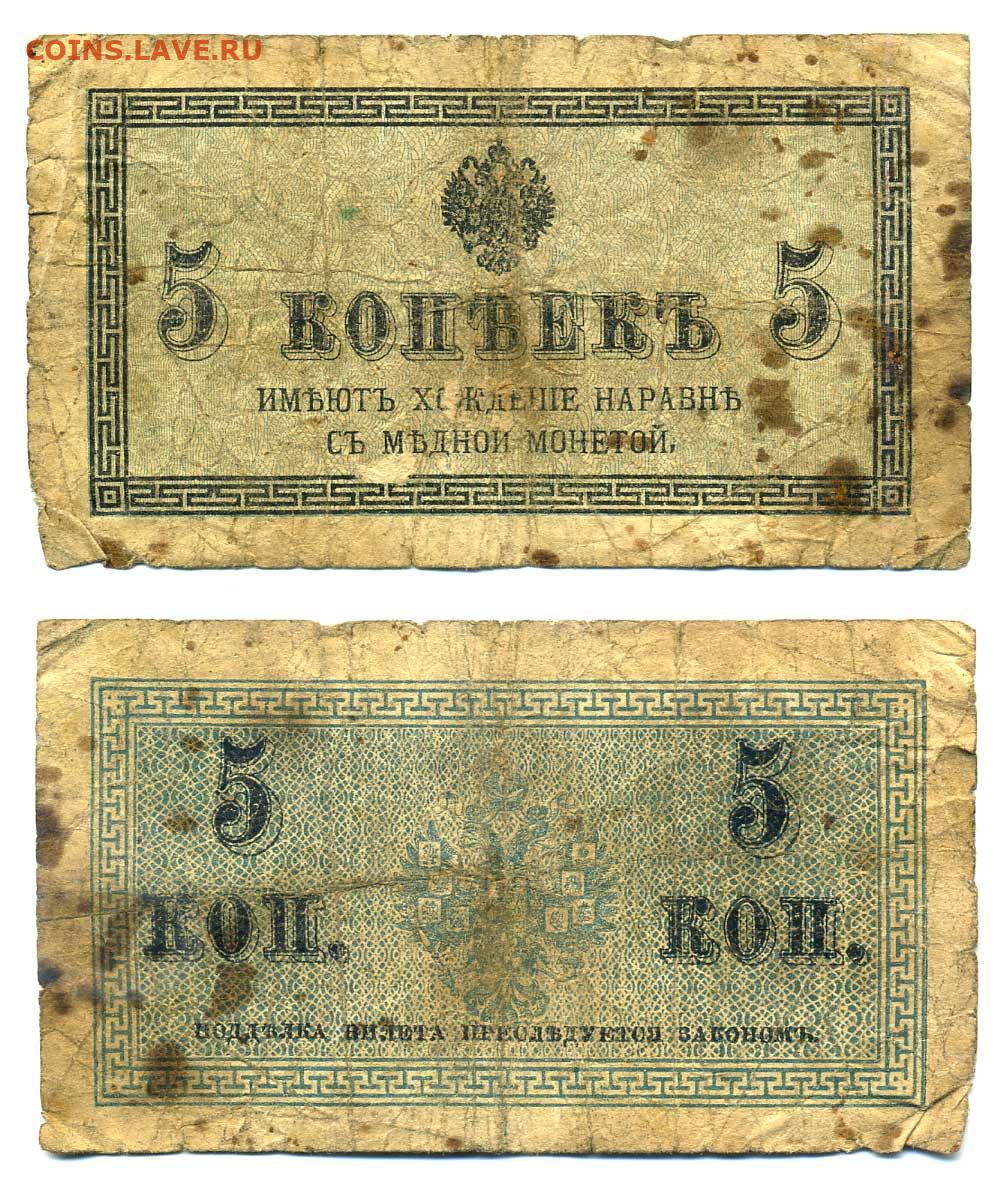 COINS.LAVE.RU
5 КОПѢЕКЪ 5
ИМѢЮТЪ ХОЖДЕНІЕ НАРАВНѢ
СЪ МѢДНОЙ МОНЕТОЙ.
5 5
КОП. КОП.
ПОДДѢЛКА БИЛЕТА ПРЕСЛѢДУЕТСЯ ЗАКОНОМЪ.